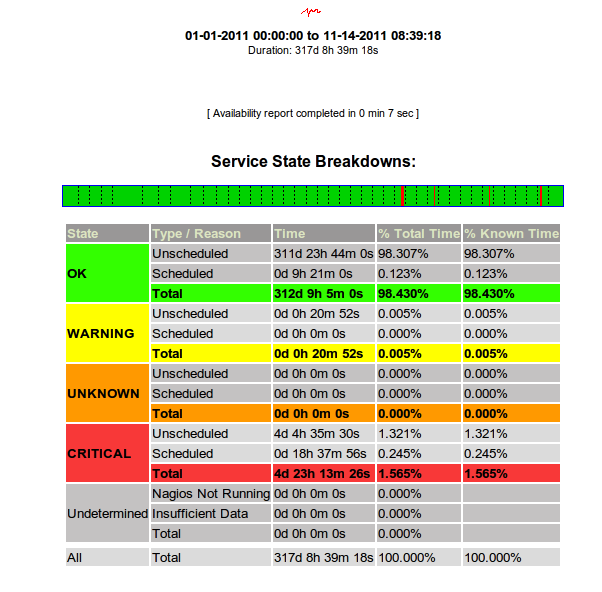 01-01-2011 00:00:00 to 11-14-2011 08:39:18
Duration: 317d 8h 39m 18s
[ Availability report completed in 0 min 7 sec ]
Service State Breakdowns:
State Type / Reason Time % Total Time % Known Time
OK Unscheduled 311d 23h 44m 0s 98.307% 98.307%
Scheduled 0d 9h 21m 0s 0.123% 0.123%
Total 312d 9h 5m 0s 98.430% 98.430%
WARNING Unscheduled 0d 0h 20m 52s 0.005% 0.005%
Scheduled 0d 0h 0m 0s 0.000% 0.000%
Total 0d 0h 20m 52s 0.005% 0.005%
UNKNOWN Unscheduled 0d 0h 0m 0s 0.000% 0.000%
Scheduled 0d 0h 0m 0s 0.000% 0.000%
Total 0d 0h 0m 0s 0.000% 0.000%
CRITICAL Unscheduled 4d 4h 35m 30s 1.321% 1.321%
Scheduled 0d 18h 37m 56s 0.245% 0.245%
Total 4d 23h 13m 26s 1.565% 1.565%
Undetermined Nagios Not Running 0d 0h 0m 0s 0.000%
Insufficient Data 0d 0h 0m 0s 0.000%
Total 0d 0h 0m 0s 0.000%
All Total 317d 8h 39m 18s 100.000% 100.000%